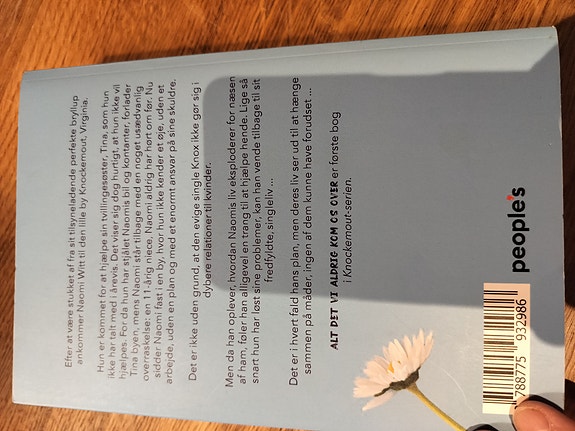 Efter at være stukket af fra sit tilsyneladende perfekte bryllup
ankommer Naomi Witt til den lille by Knockemout, Virginia.
Hun er kommet for at hjælpe sin tvillingesøster, Tina, som hun
ikke har talt med i årevis. Det viser sig dog hurtigt, at hun ikke vil
hjælpes. For da hun har stjålet Naomis bil og kontanter, forlader
Tina byen, mens Naomi står tilbage med en noget usædvanlig
overraskelse: en 11-årig niece, Naomi aldrig har hørt om før. Nu
sidder Naomi fast i en by, hvor hun ikke kender et øje, uden et
arbejde, uden en plan og med et enormt ansvar på sine skuldre.
Det er ikke uden grund, at den evige single Knox ikke gør sig i
dybere relationer til kvinder.
Men da han oplever, hvordan Naomis liv eksploderer for næsen
af ham, føler han alligevel en trang til at hjælpe hende. Lige så
snart hun har løst sine problemer, kan han vende tilbage til sit
fredfyldte, singleliv ...
Det er i hvert fald hans plan, men deres liv ser ud til at hænge
sammen på måder, ingen af dem kunne have forudset ...
ALT DET VI ALDRIG KOM OS OVER er første bog
i Knockemout-serien.
people's
788775 932986